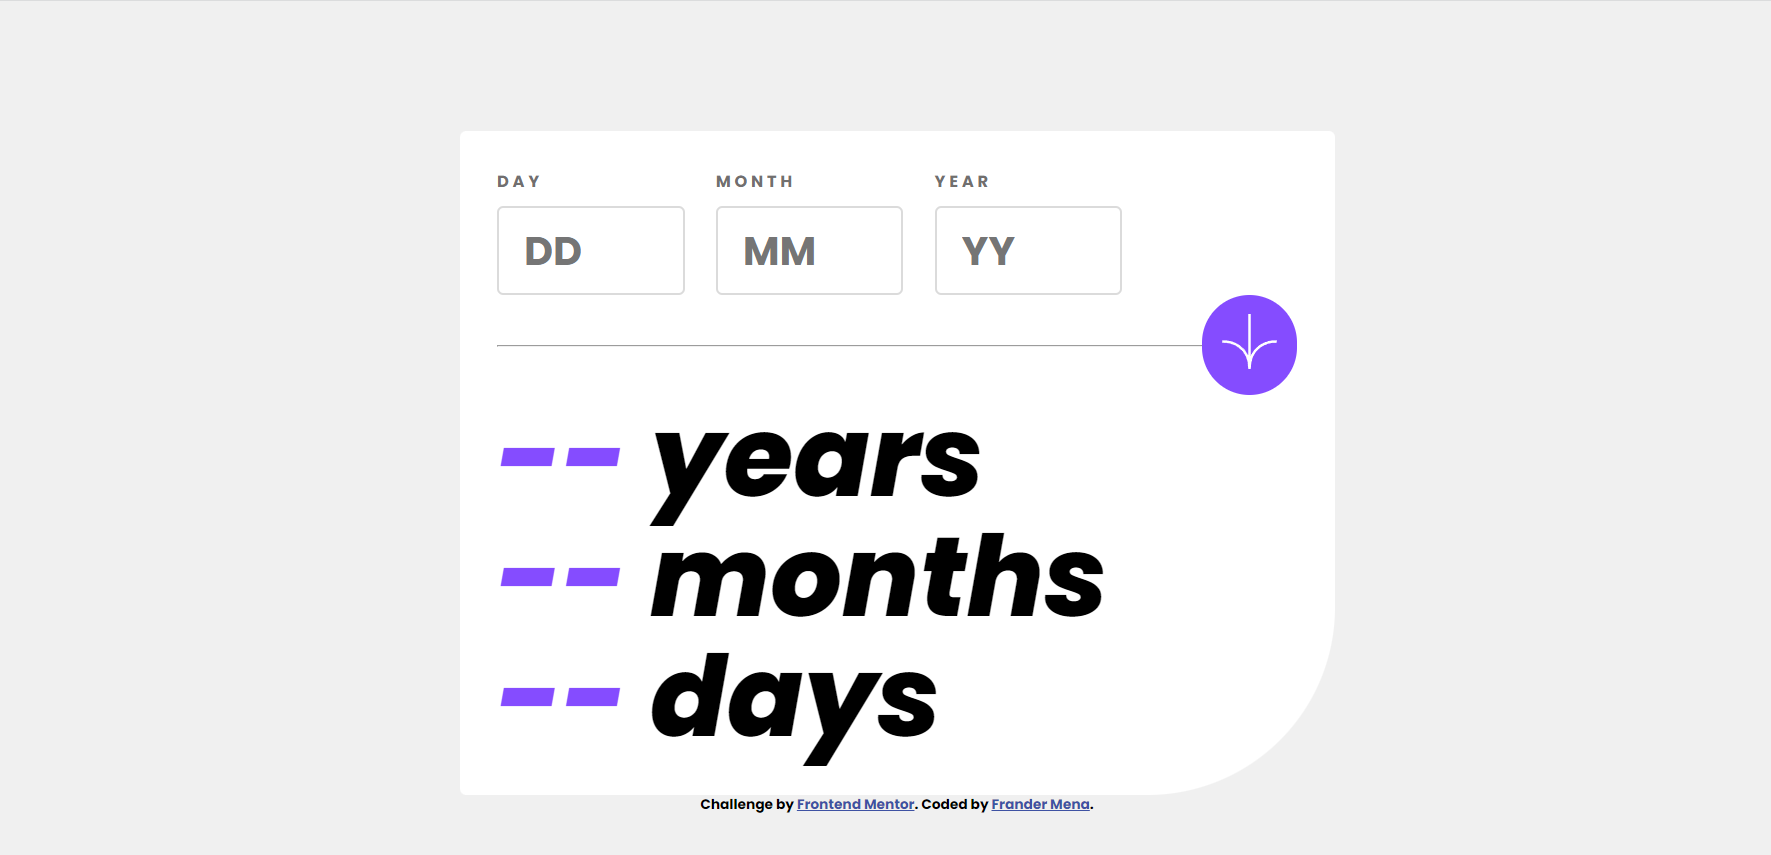 DAY MONTH YEAR
DD MM YY
-- years
-- months
-- days
Challenge by Frontend Mentor. Coded by Frander Mena.